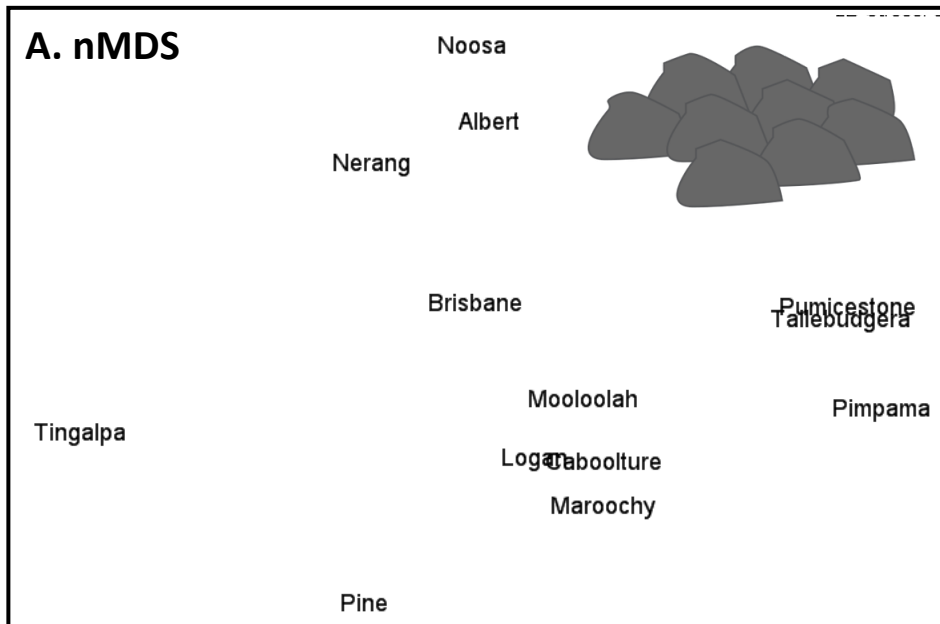 A. nMDS
Noosa
Albert
Nerang
Brisbane
Pumicestone
Tallebudgera
Mooloolah
Pimpama
Tingalpa
Logan
Caboolture
Maroochy
Pine